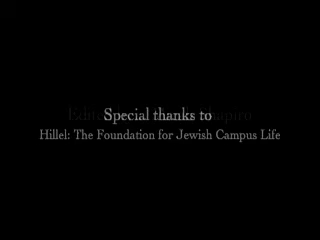 Special thanks to
Hillel: The Foundation for Jewish Campus Life